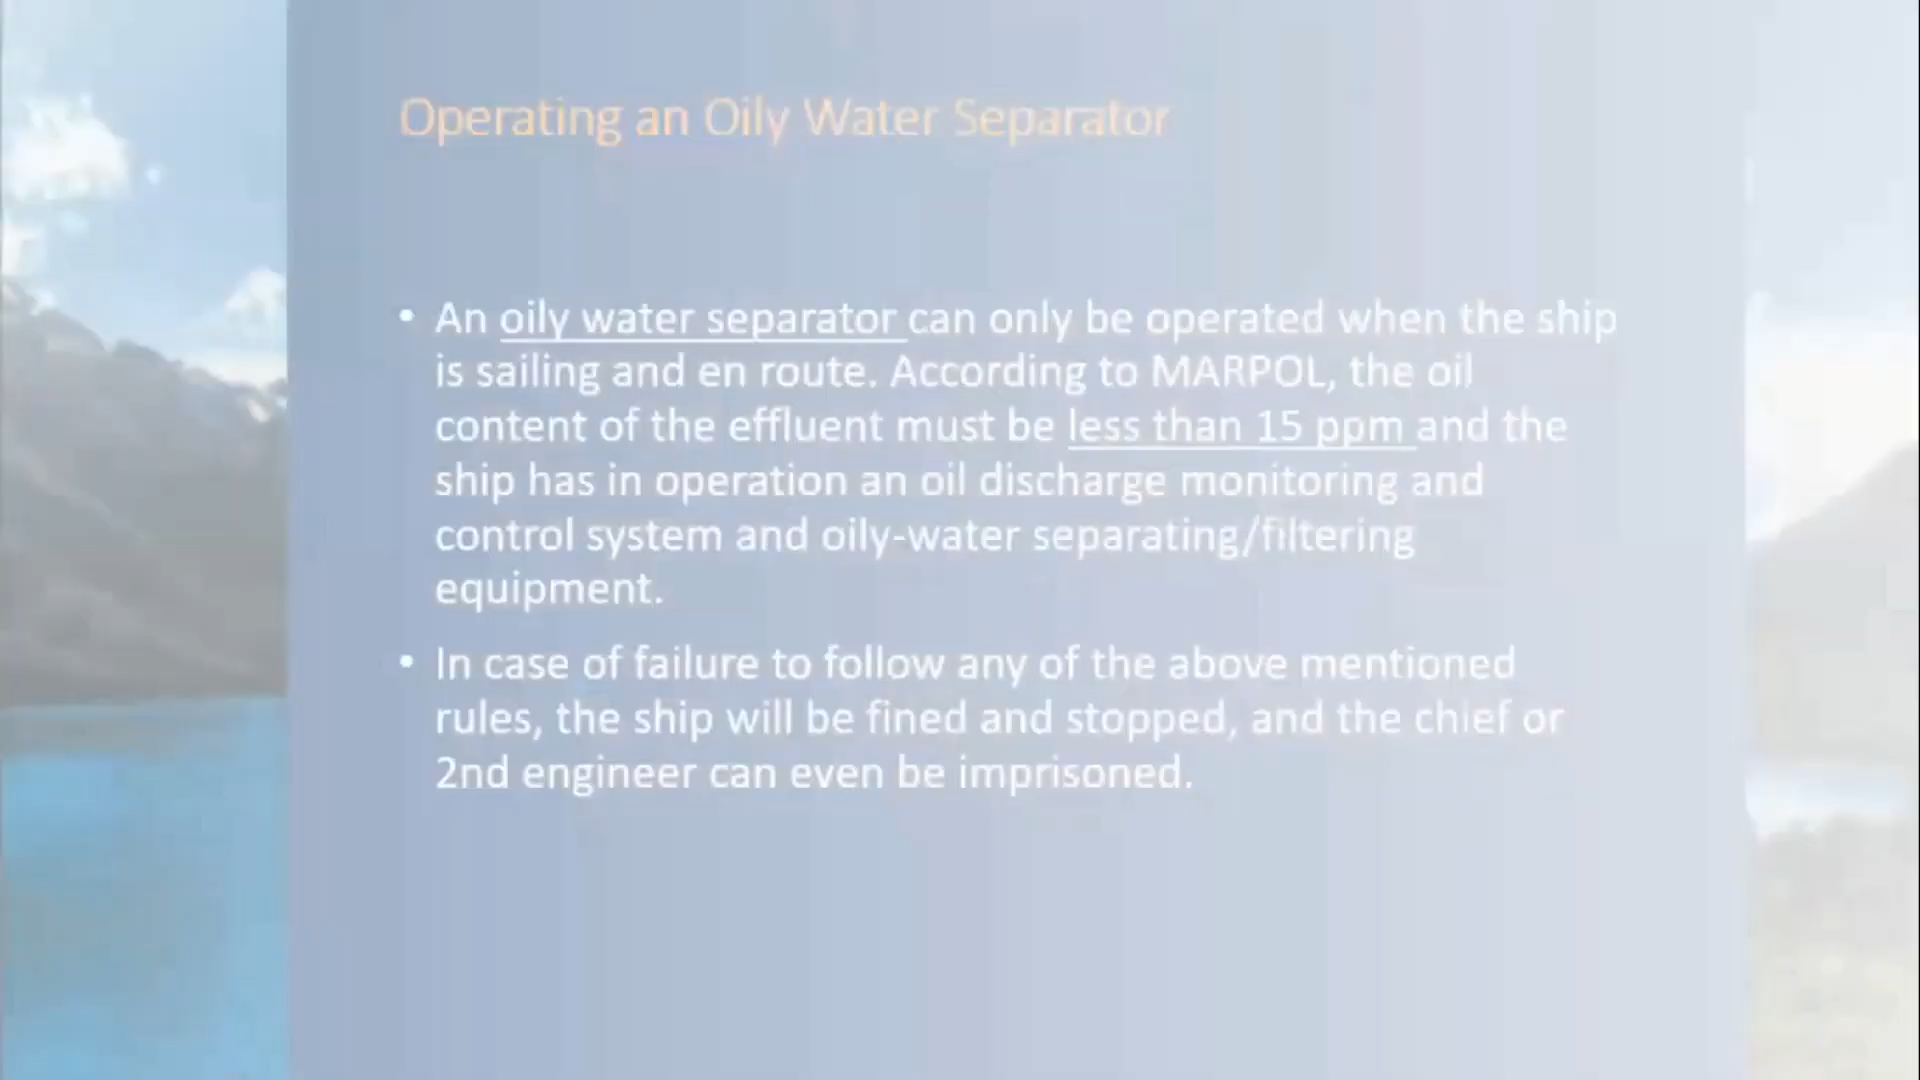 Operating an Oily Water Separator
• An oily water separator can only be operated when the ship
is sailing and en route. According to MARPOL, the oil
content of the effluent must be less than 15 ppm and the
ship has in operation an oil discharge monitoring and
control system and oily-water separating/filtering
equipment.
• In case of failure to follow any of the above mentioned
rules, the ship will be fined and stopped, and the chief or
2nd engineer can even be imprisoned.